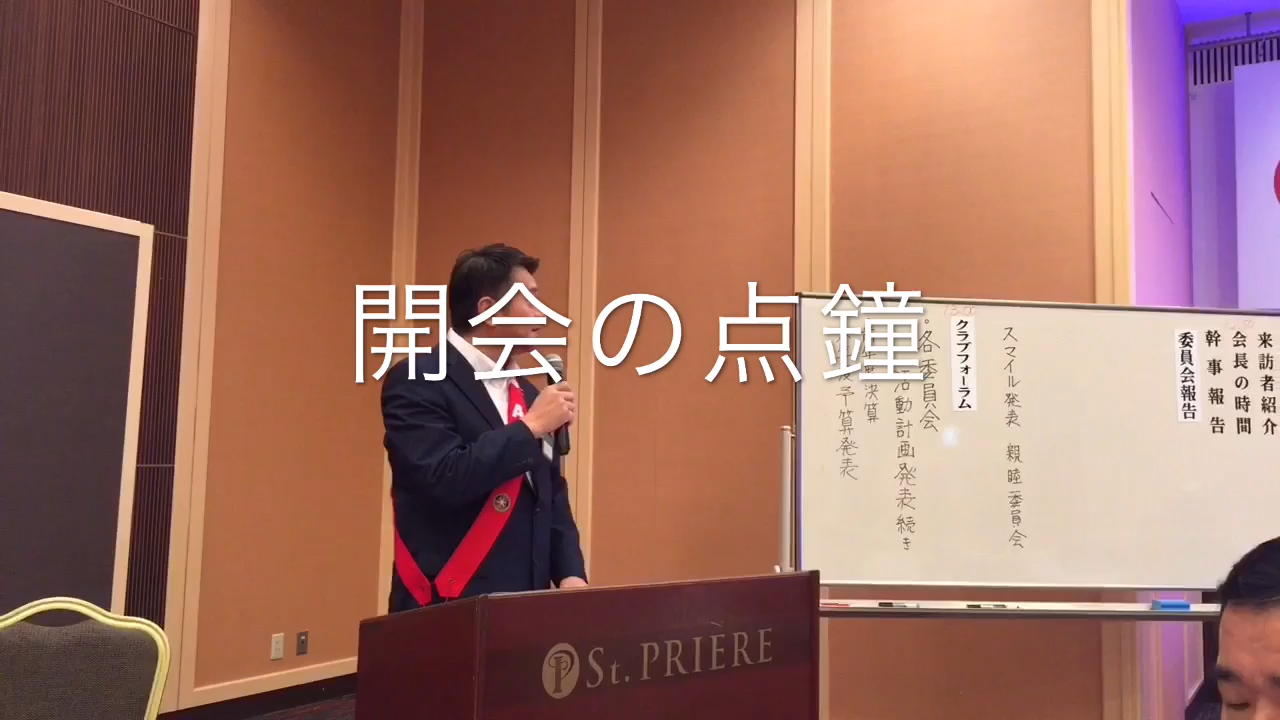 開会の点鐘
来訪者紹介
会長の時間
幹事報告
委員会報告
スマイル発表 親睦委員会
クラブフォーラム
・各委員会
活動計画発表続き
決算
予算発表
St. PRIÈRE